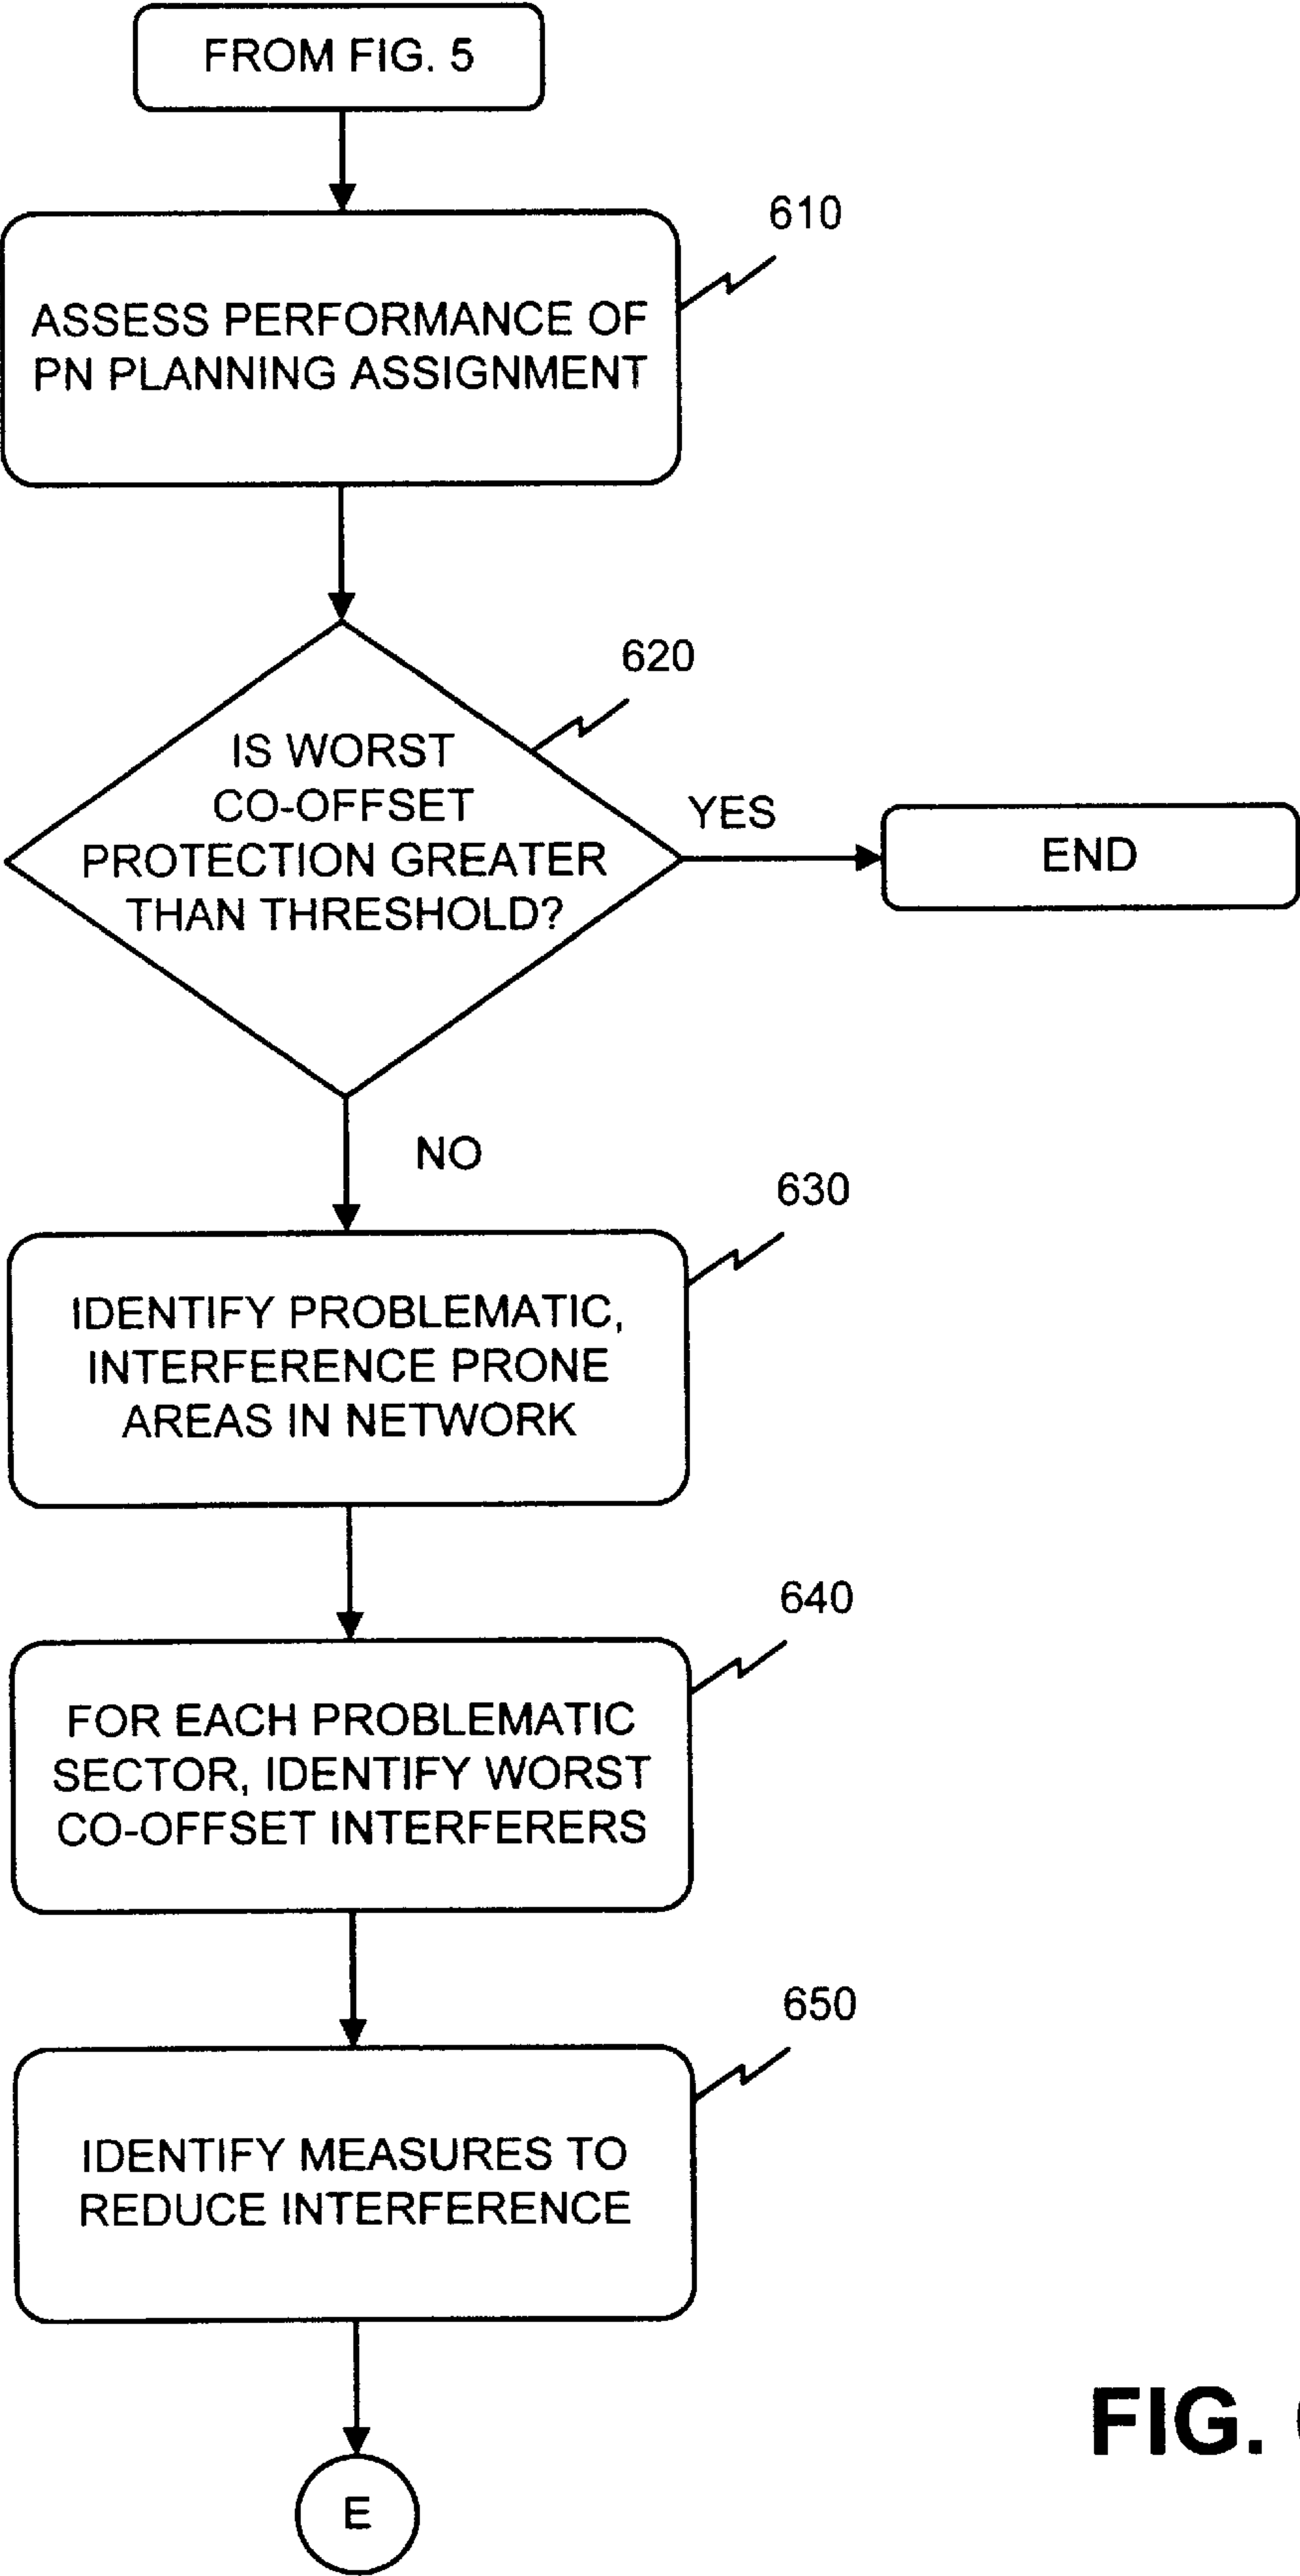 FROM FIG. 5
610
ASSESS PERFORMANCE OF
PN PLANNING ASSIGNMENT
620
IS WORST
CO-OFFSET
PROTECTION GREATER
THAN THRESHOLD?
YES
END
NO
630
IDENTIFY PROBLEMATIC,
INTERFERENCE PRONE
AREAS IN NETWORK
640
FOR EACH PROBLEMATIC
SECTOR, IDENTIFY WORST
CO-OFFSET INTERFERERS
650
IDENTIFY MEASURES TO
REDUCE INTERFERENCE
FIG.
E